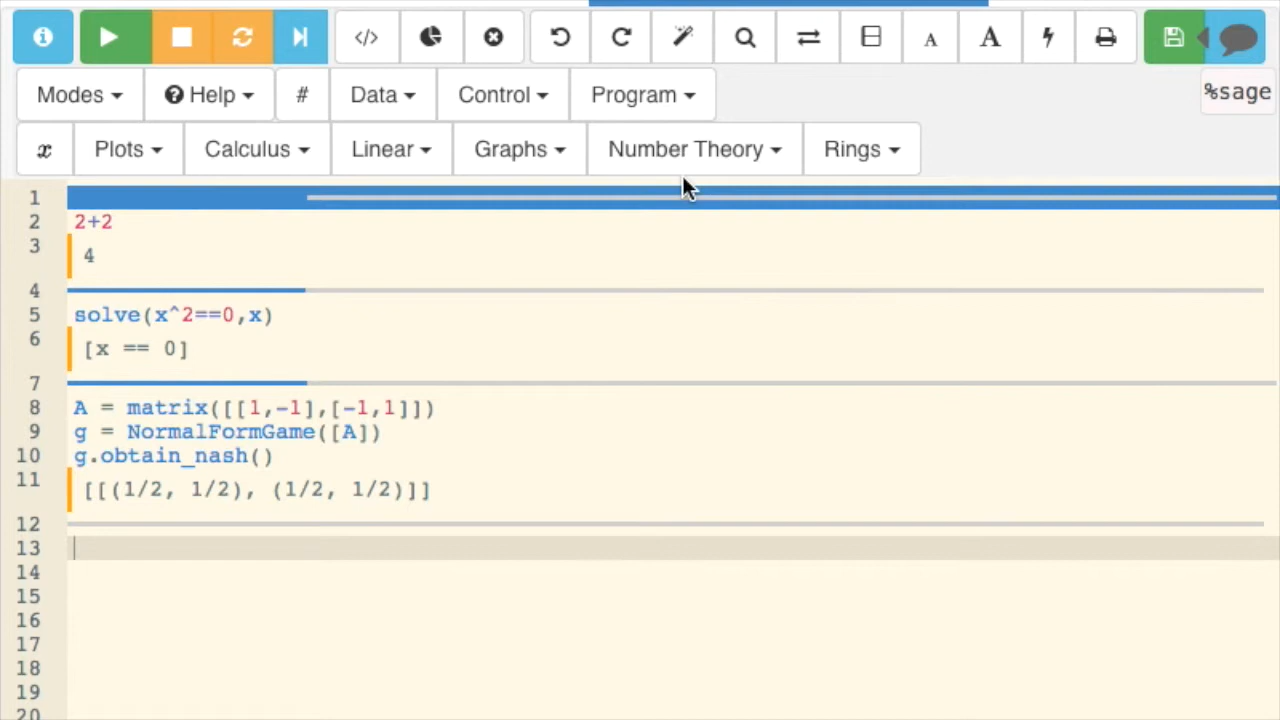 </> A A
Modes Help # Data Control Program %sage
x Plots Calculus Linear Graphs Number Theory Rings
1
2 2+2
3 4
4
5 solve(x^2==0,x)
6 [x == 0]
7
8 A = matrix([[1,-1],[-1,1]])
9 g = NormalFormGame([A])
10 g.obtain_nash()
11 [[(1/2, 1/2), (1/2, 1/2)]]
12
13
14
15
16
17
18
19
20